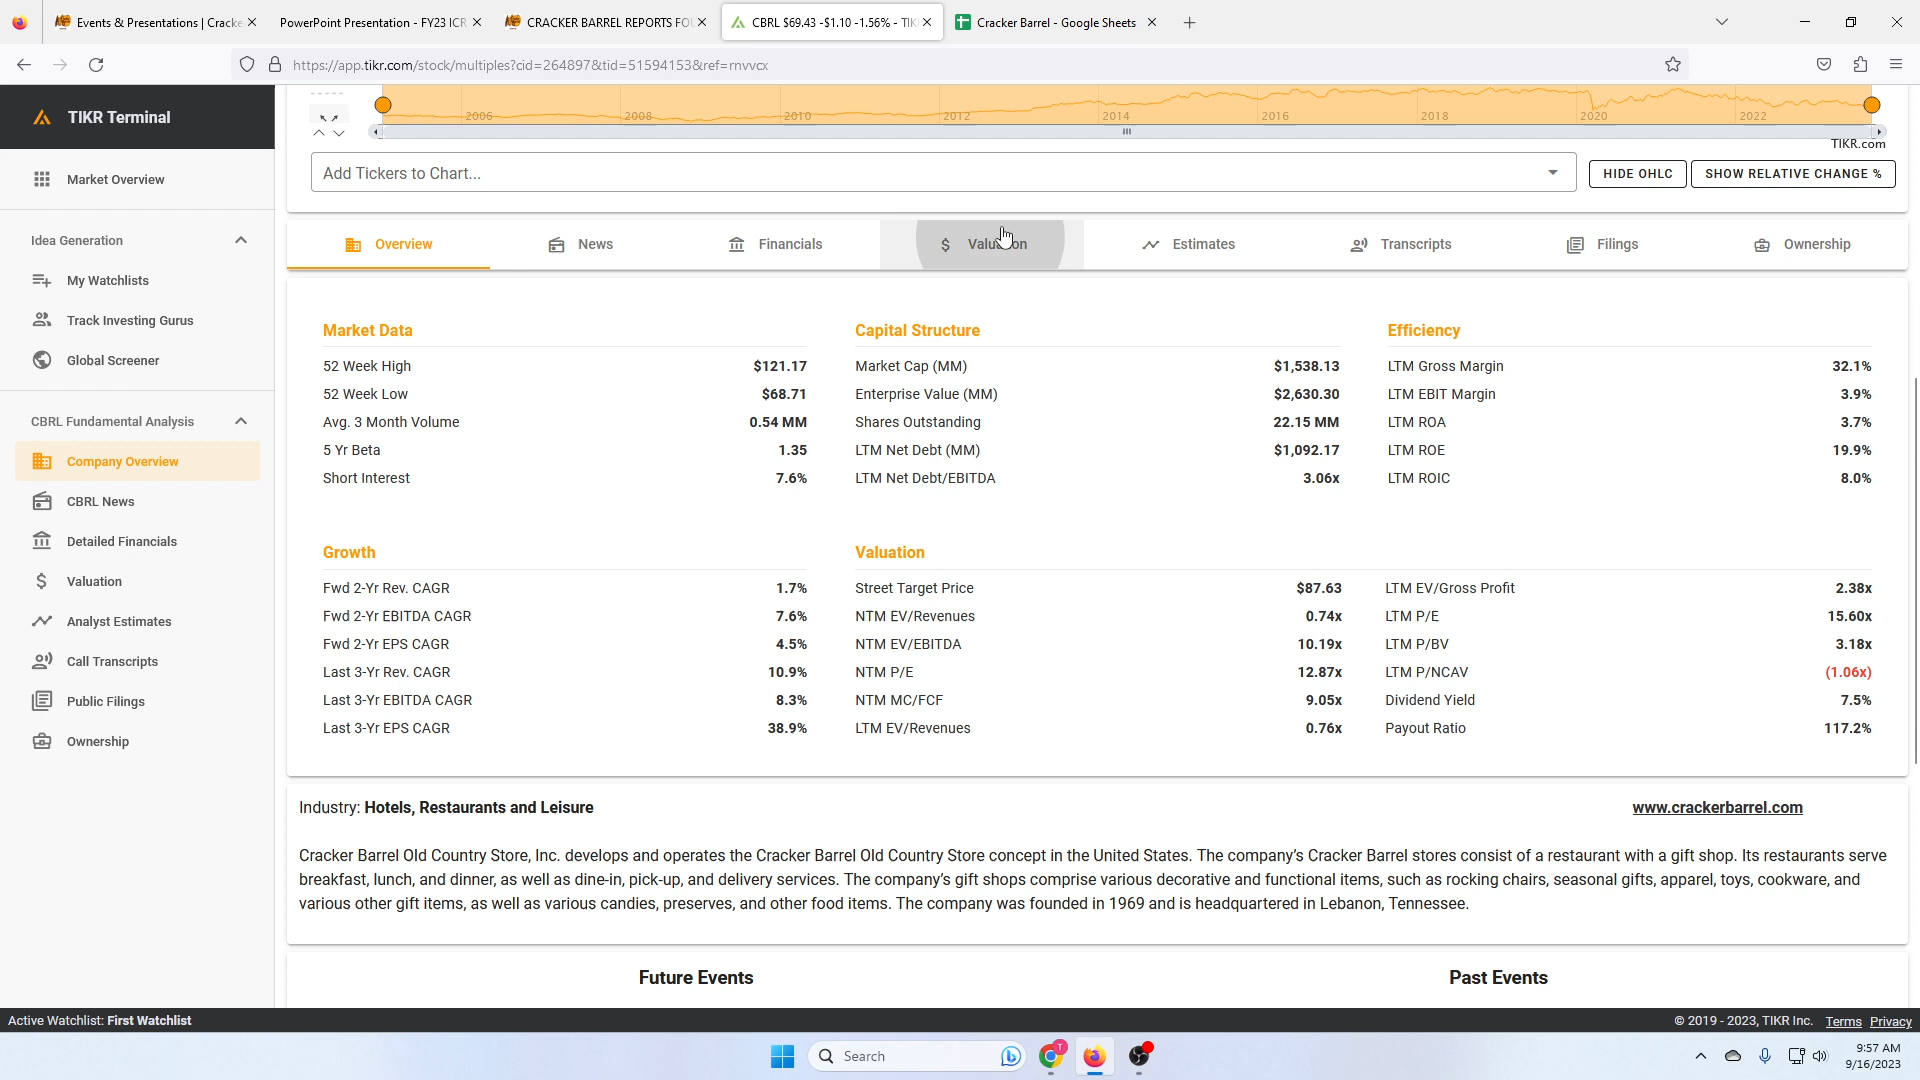 Events & Presentations | Cracke
PowerPoint Presentation - FY23 ICR
CRACKER BARREL REPORTS FOU
CBRL $69.43 -$1.10 -1.56% - TIK
Cracker Barrel - Google Sheets
https://app.tikr.com/stock/multiples?cid=264897&tid=51594153&ref=rnvvcx
TIKR Terminal
Market Overview
Idea Generation
My Watchlists
Track Investing Gurus
Global Screener
CBRL Fundamental Analysis
Company Overview
CBRL News
Detailed Financials
Valuation
Analyst Estimates
Call Transcripts
Public Filings
Ownership
2006 2008 2010 2012 2014 2016 2018 2020 2022
TIKR.com
Add Tickers to Chart...
HIDE OHLC
SHOW RELATIVE CHANGE %
Overview
News
Financials
Valuation
Estimates
Transcripts
Filings
Ownership
Market Data
52 Week High $121.17
52 Week Low $68.71
Avg. 3 Month Volume 0.54 MM
5 Yr Beta 1.35
Short Interest 7.6%
Capital Structure
Market Cap (MM) $1,538.13
Enterprise Value (MM) $2,630.30
Shares Outstanding 22.15 MM
LTM Net Debt (MM) $1,092.17
LTM Net Debt/EBITDA 3.06x
Efficiency
LTM Gross Margin 32.1%
LTM EBIT Margin 3.9%
LTM ROA 3.7%
LTM ROE 19.9%
LTM ROIC 8.0%
Growth
Fwd 2-Yr Rev. CAGR 1.7%
Fwd 2-Yr EBITDA CAGR 7.6%
Fwd 2-Yr EPS CAGR 4.5%
Last 3-Yr Rev. CAGR 10.9%
Last 3-Yr EBITDA CAGR 8.3%
Last 3-Yr EPS CAGR 38.9%
Valuation
Street Target Price $87.63
NTM EV/Revenues 0.74x
NTM EV/EBITDA 10.19x
NTM P/E 12.87x
NTM MC/FCF 9.05x
LTM EV/Revenues 0.76x
LTM EV/Gross Profit 2.38x
LTM P/E 15.60x
LTM P/BV 3.18x
LTM P/NCAV (1.06x)
Dividend Yield 7.5%
Payout Ratio 117.2%
Industry: Hotels, Restaurants and Leisure
www.crackerbarrel.com
Cracker Barrel Old Country Store, Inc. develops and operates the Cracker Barrel Old Country Store concept in the United States. The company's Cracker Barrel stores consist of a restaurant with a gift shop. Its restaurants serve
breakfast, lunch, and dinner, as well as dine-in, pick-up, and delivery services. The company's gift shops comprise various decorative and functional items, such as rocking chairs, seasonal gifts, apparel, toys, cookware, and
various other gift items, as well as various candies, preserves, and other food items. The company was founded in 1969 and is headquartered in Lebanon, Tennessee.
Future Events
Past Events
Active Watchlist: First Watchlist
© 2019 - 2023, TIKR Inc. Terms Privacy
Search
T
9:57 AM
9/16/2023